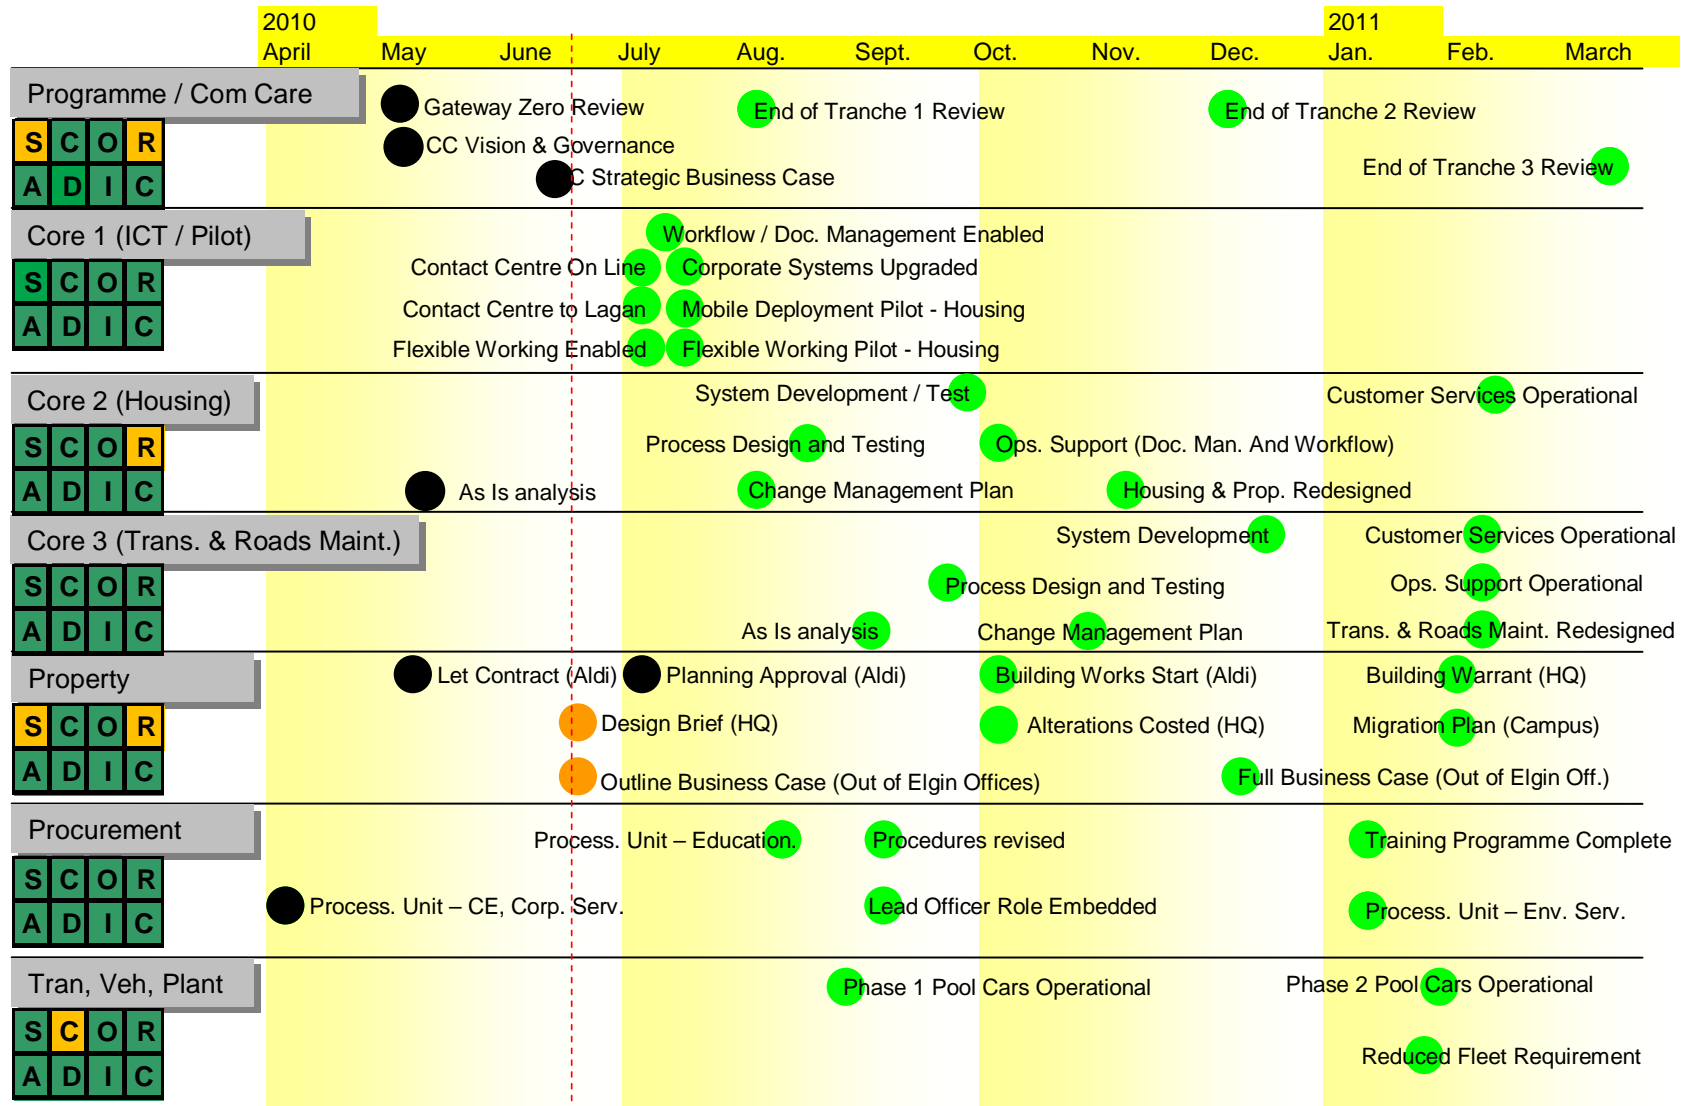 2010
2011
April May June July Aug. Sept. Oct. Nov. Dec. Jan. Feb. March
Programme / Com Care
S C O R
A D I C
Gateway Zero Review
End of Tranche 1 Review
End of Tranche 2 Review
CC Vision & Governance
C Strategic Business Case
End of Tranche 3 Review
Core 1 (ICT / Pilot)
S C O R
A D I C
Workflow / Doc. Management Enabled
Contact Centre On Line
Corporate Systems Upgraded
Contact Centre to Lagan
Mobile Deployment Pilot - Housing
Flexible Working Enabled
Flexible Working Pilot - Housing
Core 2 (Housing)
S C O R
A D I C
System Development / Test
Customer Services Operational
Process Design and Testing
Ops. Support (Doc. Man. And Workflow)
As Is analysis
Change Management Plan
Housing & Prop. Redesigned
Core 3 (Trans. & Roads Maint.)
S C O R
A D I C
System Development
Customer Services Operational
Process Design and Testing
Ops. Support Operational
As Is analysis
Change Management Plan
Trans. & Roads Maint. Redesigned
Property
S C O R
A D I C
Let Contract (Aldi)
Planning Approval (Aldi)
Building Works Start (Aldi)
Building Warrant (HQ)
Design Brief (HQ)
Alterations Costed (HQ)
Migration Plan (Campus)
Outline Business Case (Out of Elgin Offices)
Full Business Case (Out of Elgin Off.)
Procurement
S C O R
A D I C
Process. Unit – Education.
Procedures revised
Training Programme Complete
Process. Unit – CE, Corp. Serv.
Lead Officer Role Embedded
Process. Unit – Env. Serv.
Tran, Veh, Plant
S C O R
A D I C
Phase 1 Pool Cars Operational
Phase 2 Pool Cars Operational
Reduced Fleet Requirement